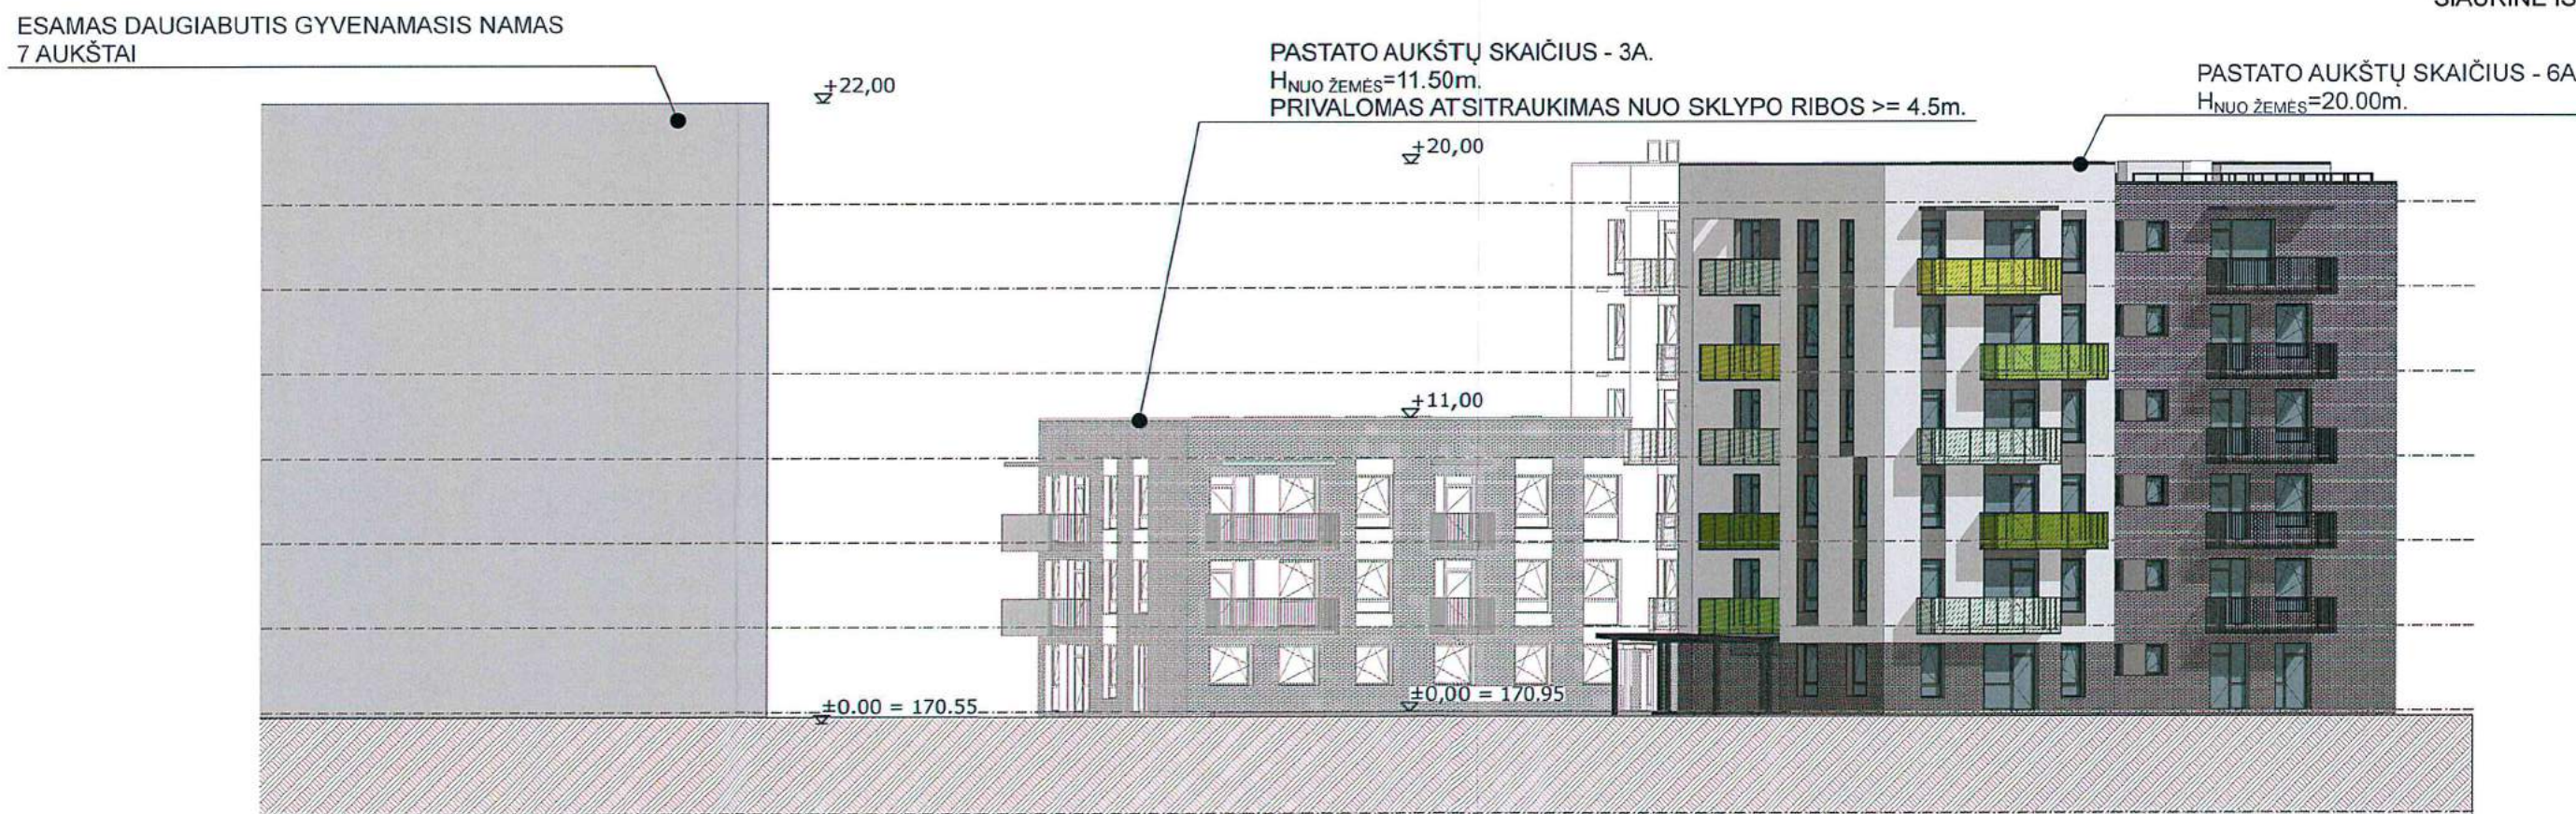 ESAMAS DAUGIABUTIS GYVENAMASIS NAMAS
7 AUKŠTAI
+22,00
PASTATO AUKŠTŲ SKAIČIUS - 3A.
HNUO ŽEMĖS=11.50m.
PRIVALOMAS ATSITRAUKIMAS NUO SKLYPO RIBOS >= 4.5m.
+20,00
PASTATO AUKŠTŲ SKAIČIUS - 6A
HNUO ŽEMĖS=20.00m.
+11,00
±0.00 = 170.55
±0,00 = 170.95